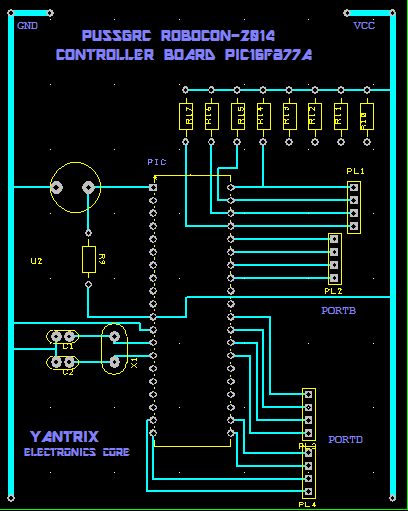 GND
VCC
PUSSGRC ROBOCON-2014
CONTROLLER BOARD PIC16F877A
R17
R16
R15
R14
R13
R12
R11
R10
PIC
PL1
U2
R9
PL2
PORTB
C1
C2
X1
YANTRIX
ELECTRONICS CORE
PORTD
PL4